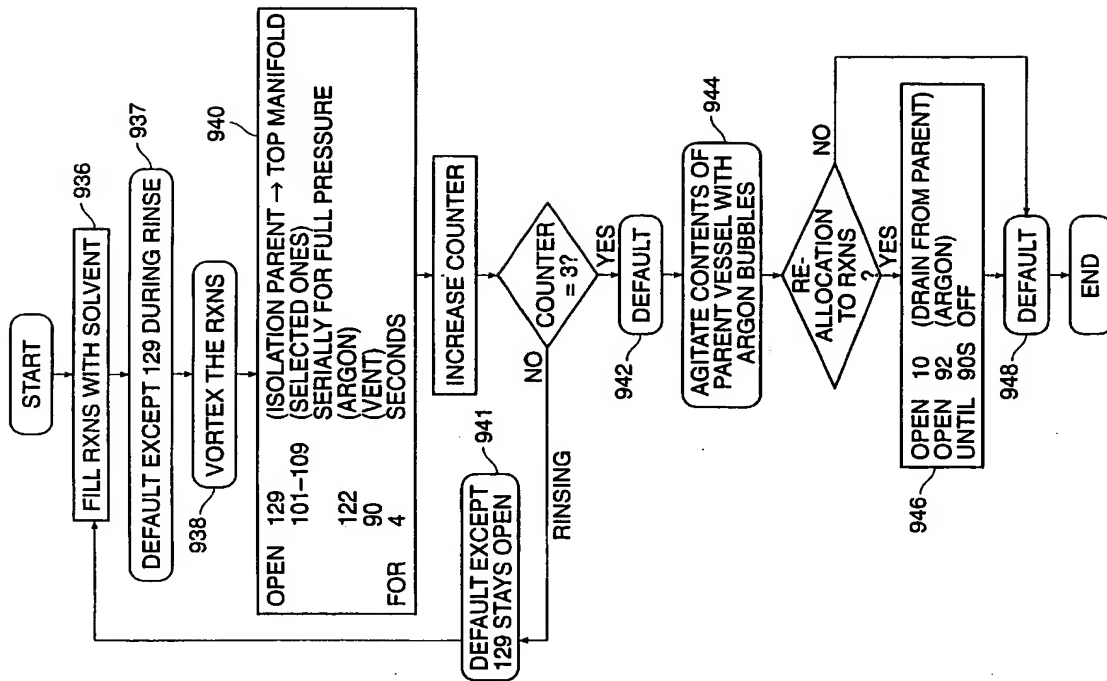 START
FILL RXNS WITH SOLVENT
936
DEFAULT EXCEPT 129 DURING RINSE
937
VORTEX THE RXNS
938
940
OPEN 129 (ISOLATION PARENT → TOP MANIFOLD
101–109 (SELECTED ONES)
SERIALLY FOR FULL PRESSURE
122 (ARGON)
90 (VENT)
FOR 4 SECONDS
INCREASE COUNTER
COUNTER
= 3?
NO
RINSING
DEFAULT EXCEPT
129 STAYS OPEN
941
YES
DEFAULT
942
AGITATE CONTENTS OF
PARENT VESSEL WITH
ARGON BUBBLES
944
RE-
ALLOCATION
TO RXNS
?
NO
YES
OPEN 10 (DRAIN FROM PARENT)
OPEN 92 (ARGON)
UNTIL 90S OFF
946
DEFAULT
948
END